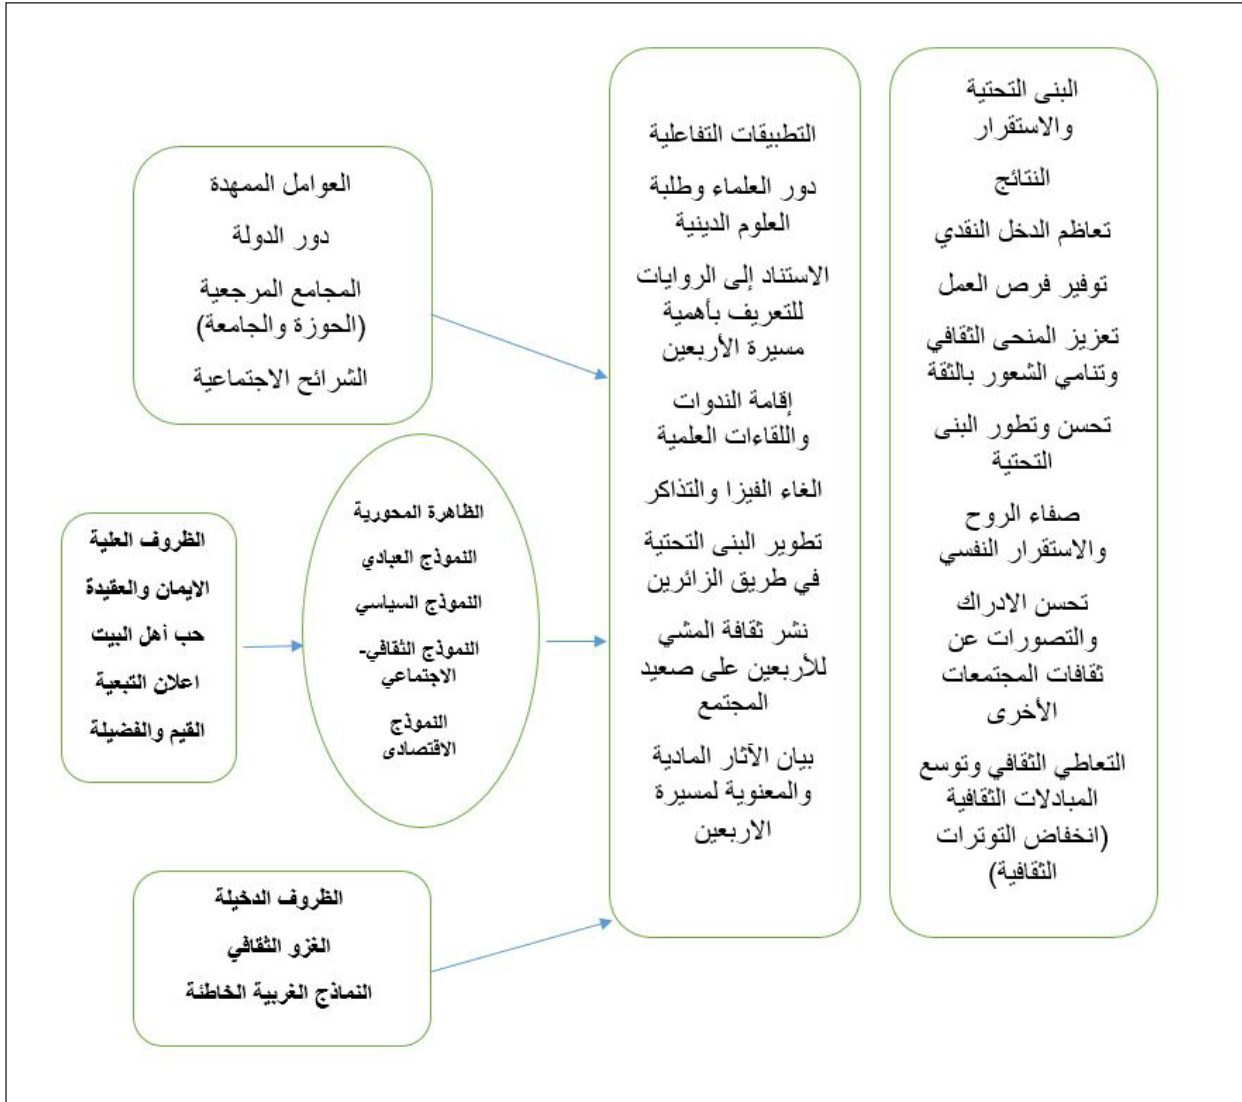 العوامل الممهدة
دور الدولة
المجامع المرجعية
(الحوزة والجامعة)
الشرائح الاجتماعية
الظروف العلية
الايمان والعقيدة
حب أهل البيت
اعلان التبعية
القيم والفضيلة
الظاهرة المحورية
النموذج العبادي
النموذج السياسي
النموذج الثقافي-
الاجتماعي
النموذج
الاقتصادى
الظروف الدخيلة
الغزو الثقافي
النماذج الغربية الخاطئة
التطبيقات التفاعلية
دور العلماء وطلبة
العلوم الدينية
الاستناد إلى الروايات
للتعريف بأهمية
مسيرة الأربعين
إقامة الندوات
واللقاءات العلمية
الغاء الفيزا والتذاكر
تطوير البنى التحتية
في طريق الزائرين
نشر ثقافة المشي
للأربعين على صعيد
المجتمع
بيان الآثار المادية
والمعنوية لمسيرة
الاربعين
البنى التحتية
والاستقرار
النتائج
تعاظم الدخل النقدي
توفير فرص العمل
تعزيز المنحى الثقافي
وتنامي الشعور بالثقة
تحسن وتطور البنى
التحتية
صفاء الروح
والاستقرار النفسي
تحسن الادراك
والتصورات عن
ثقافات المجتمعات
الأخرى
التعاطي الثقافي وتوسع
المبادلات الثقافية
(انخفاض التوترات
الثقافية)